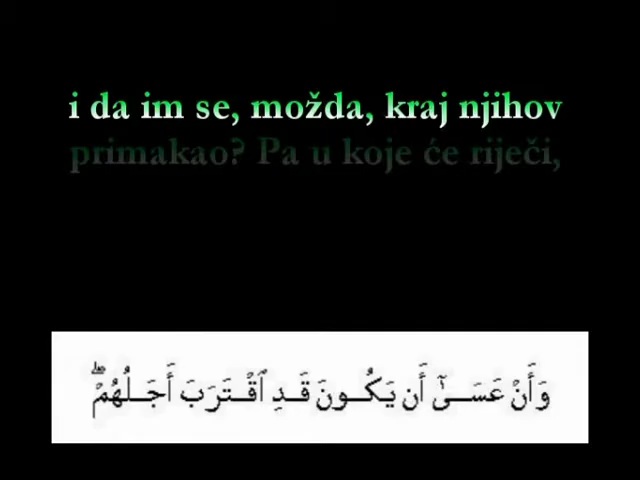 i da im se, možda, kraj njihov
primakao? Pa u koje će riječi,
وَأَنْ عَسَىٰٓ أَن يَكُونَ قَدِ ٱقْتَرَبَ أَجَلُهُمْ ۖ